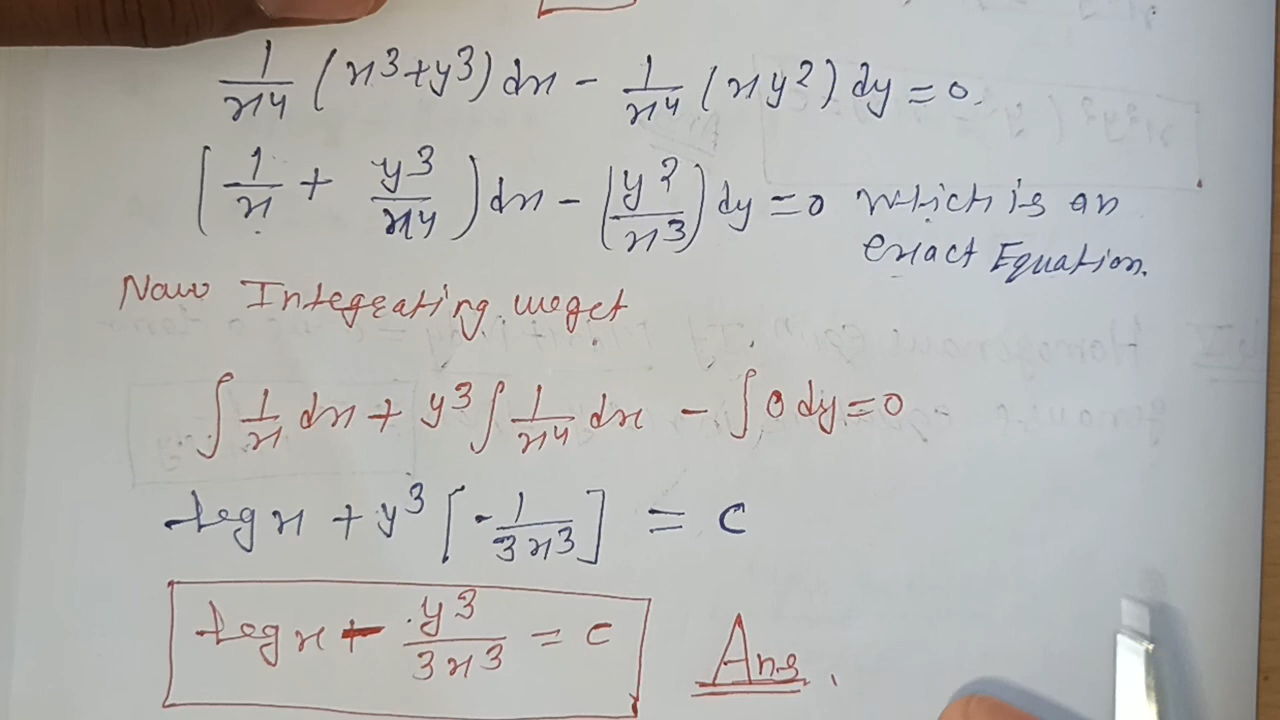 1/x4 (x3+y3) dx - 1/x4 (x y2) dy = 0.
(1/x + y3/x4) dx - (y2/x3) dy = 0 which is an
exact Equation.
Now Integrating we get
∫ 1/x dx + y3 ∫ 1/x4 dx - ∫ 0 dy = 0
log x + y3 [-1/3x3] = c
log x - y3/3x3 = c Ans.